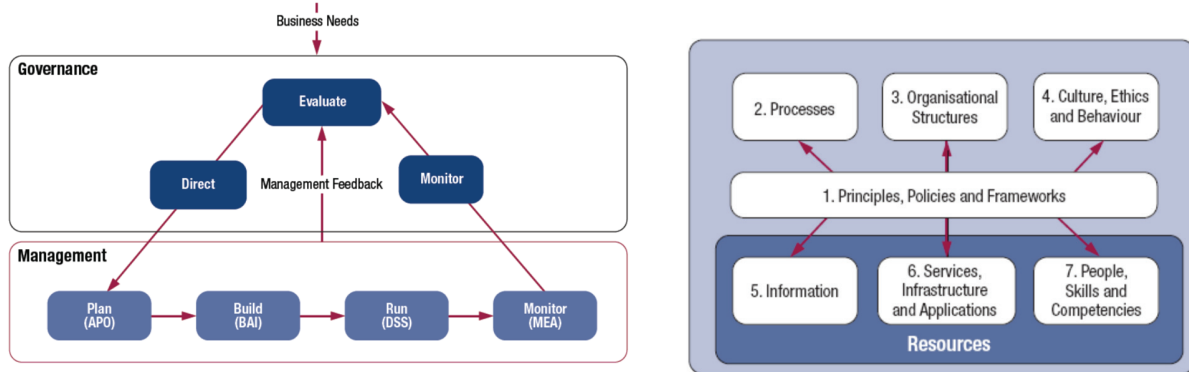 Business Needs
Governance
Evaluate
Direct
Management Feedback
Monitor
Management
Plan
(APO)
Build
(BAI)
Run
(DSS)
Monitor
(MEA)
2. Processes
3. Organisational
Structures
4. Culture, Ethics
and Behaviour
1. Principles, Policies and Frameworks
5. Information
6. Services,
Infrastructure
and Applications
7. People,
Skills and
Competencies
Resources